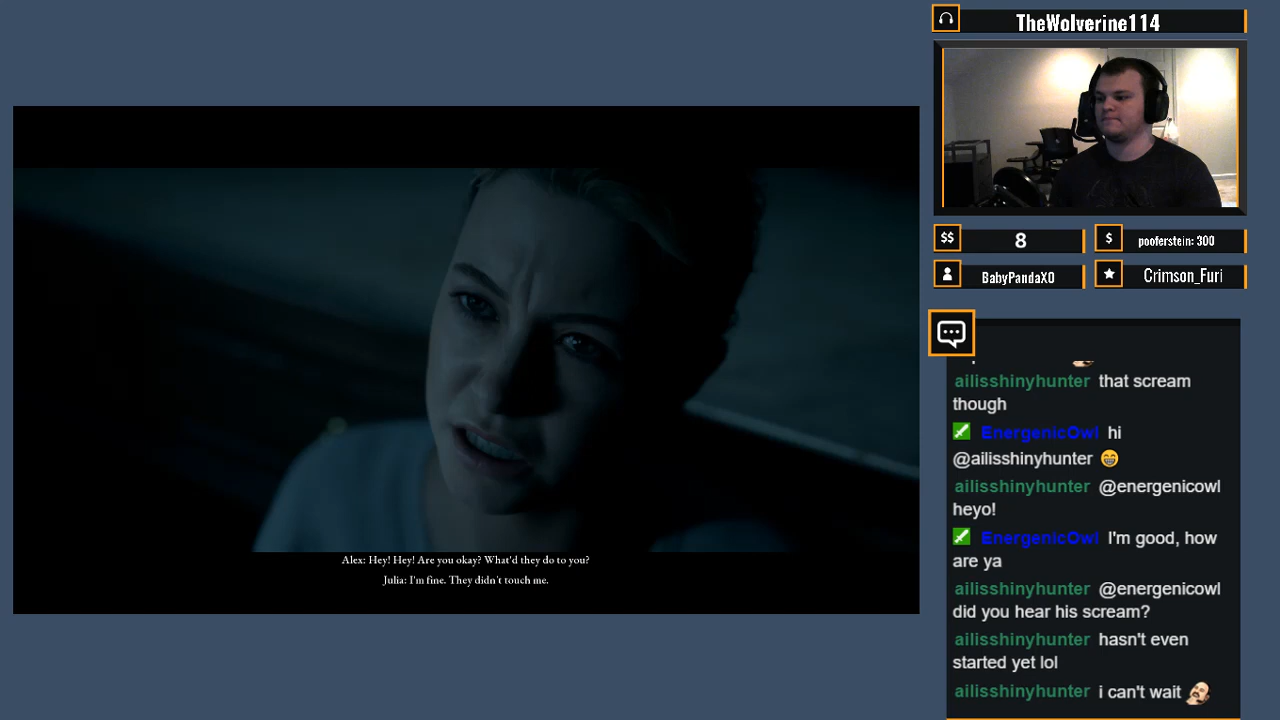 TheWolverine114
$$ 8
$ pooferstein: 300
BabyPandaXO
Crimson_Furi
ailisshinyhunter that scream
though
EnergenicOwl hi
@ailisshinyhunter
ailisshinyhunter @energenicowl
heyo!
EnergenicOwl I'm good, how
are ya
ailisshinyhunter @energenicowl
did you hear his scream?
ailisshinyhunter hasn't even
started yet lol
ailisshinyhunter i can't wait
Alex: Hey! Hey! Are you okay? What'd they do to you?
Julia: I'm fine. They didn't touch me.